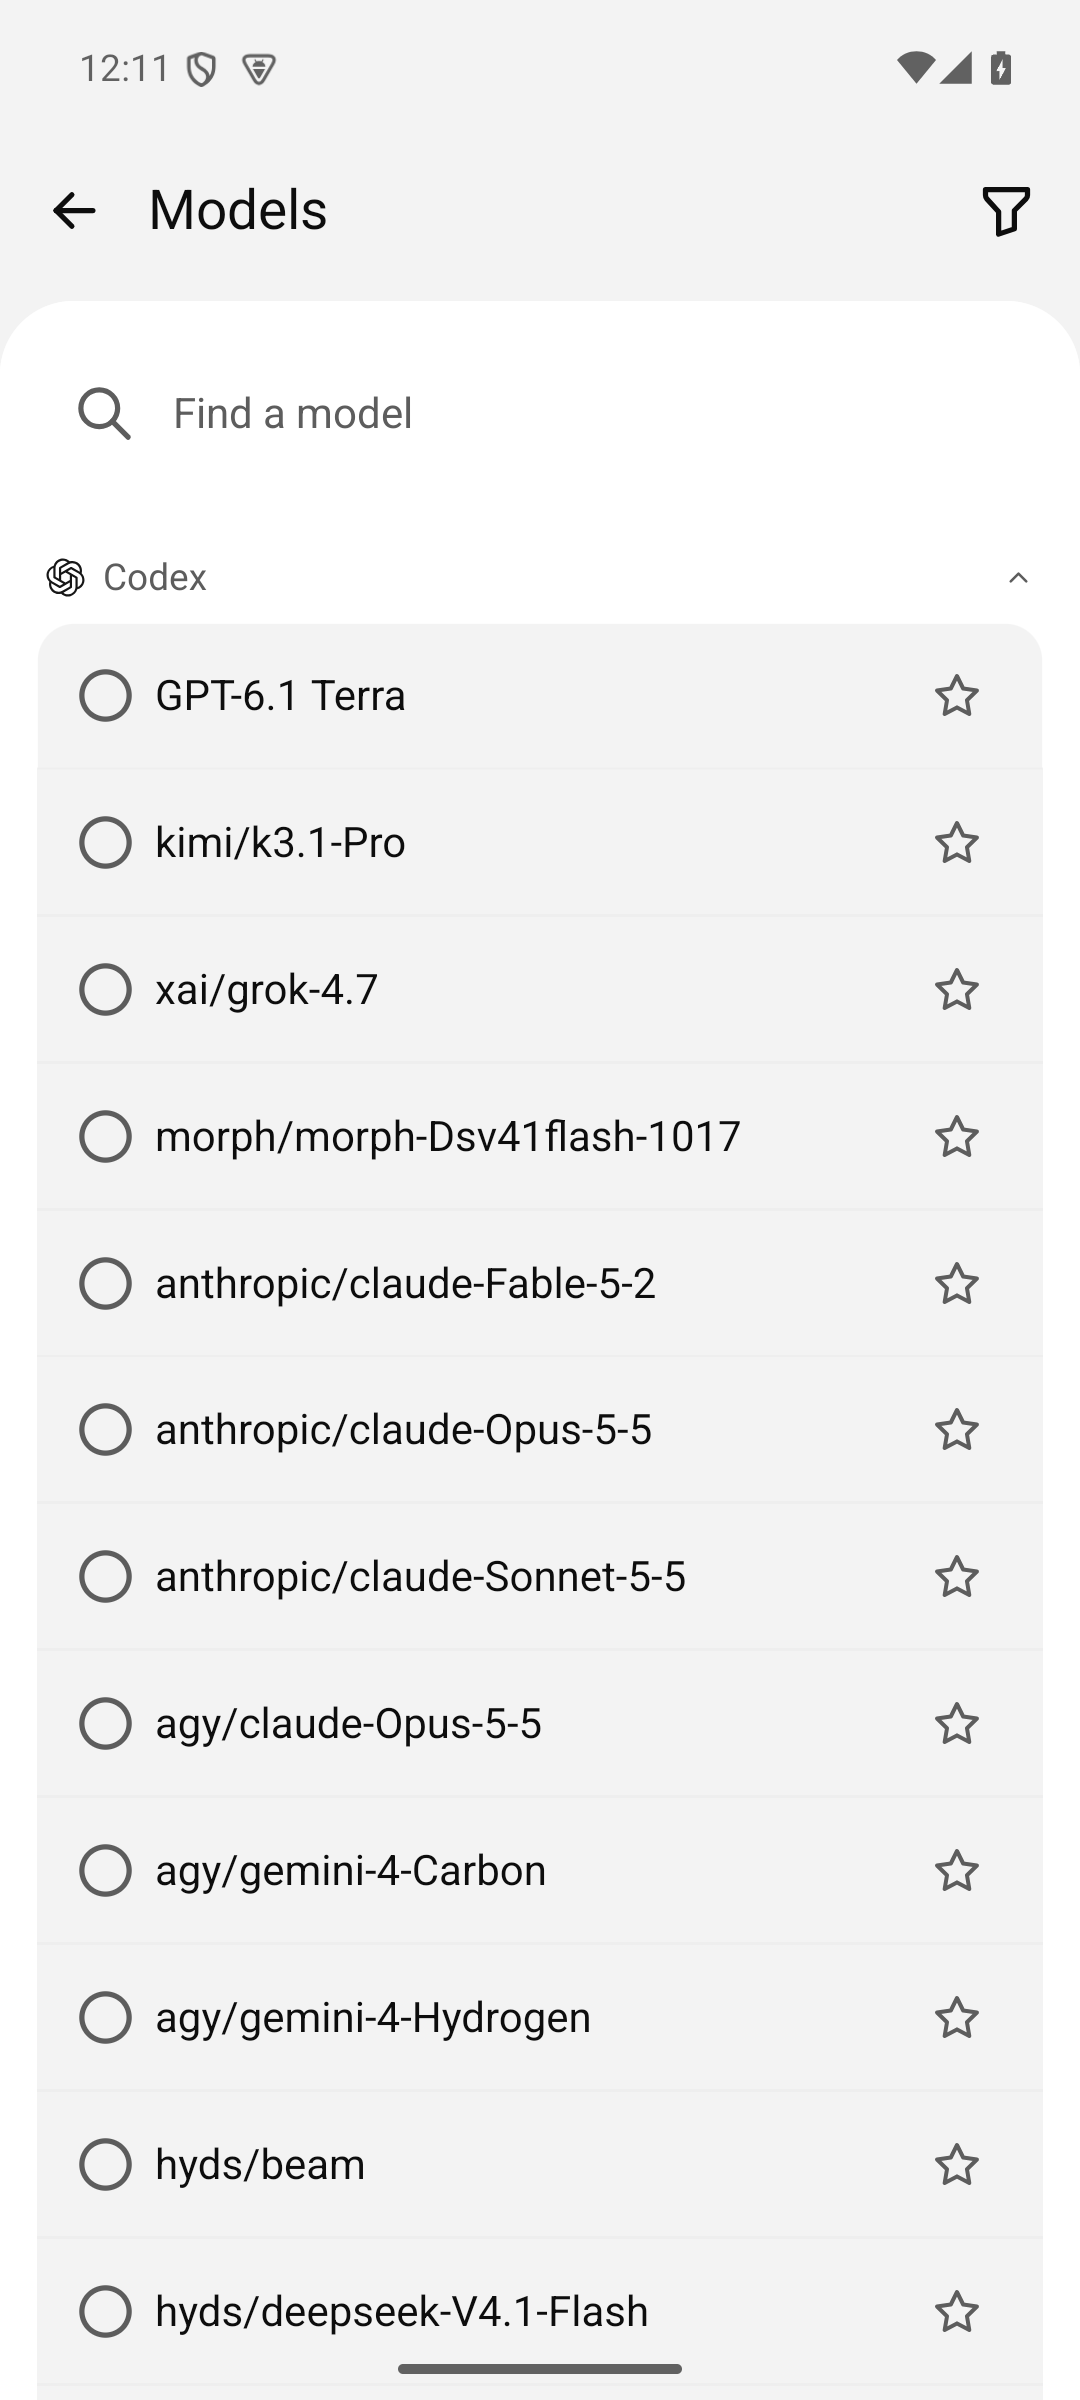 12:11
Models
Find a model
Codex
GPT-6.1 Terra
kimi/k3.1-Pro
xai/grok-4.7
morph/morph-Dsv41flash-1017
anthropic/claude-Fable-5-2
anthropic/claude-Opus-5-5
anthropic/claude-Sonnet-5-5
agy/claude-Opus-5-5
agy/gemini-4-Carbon
agy/gemini-4-Hydrogen
hyds/beam
hyds/deepseek-V4.1-Flash